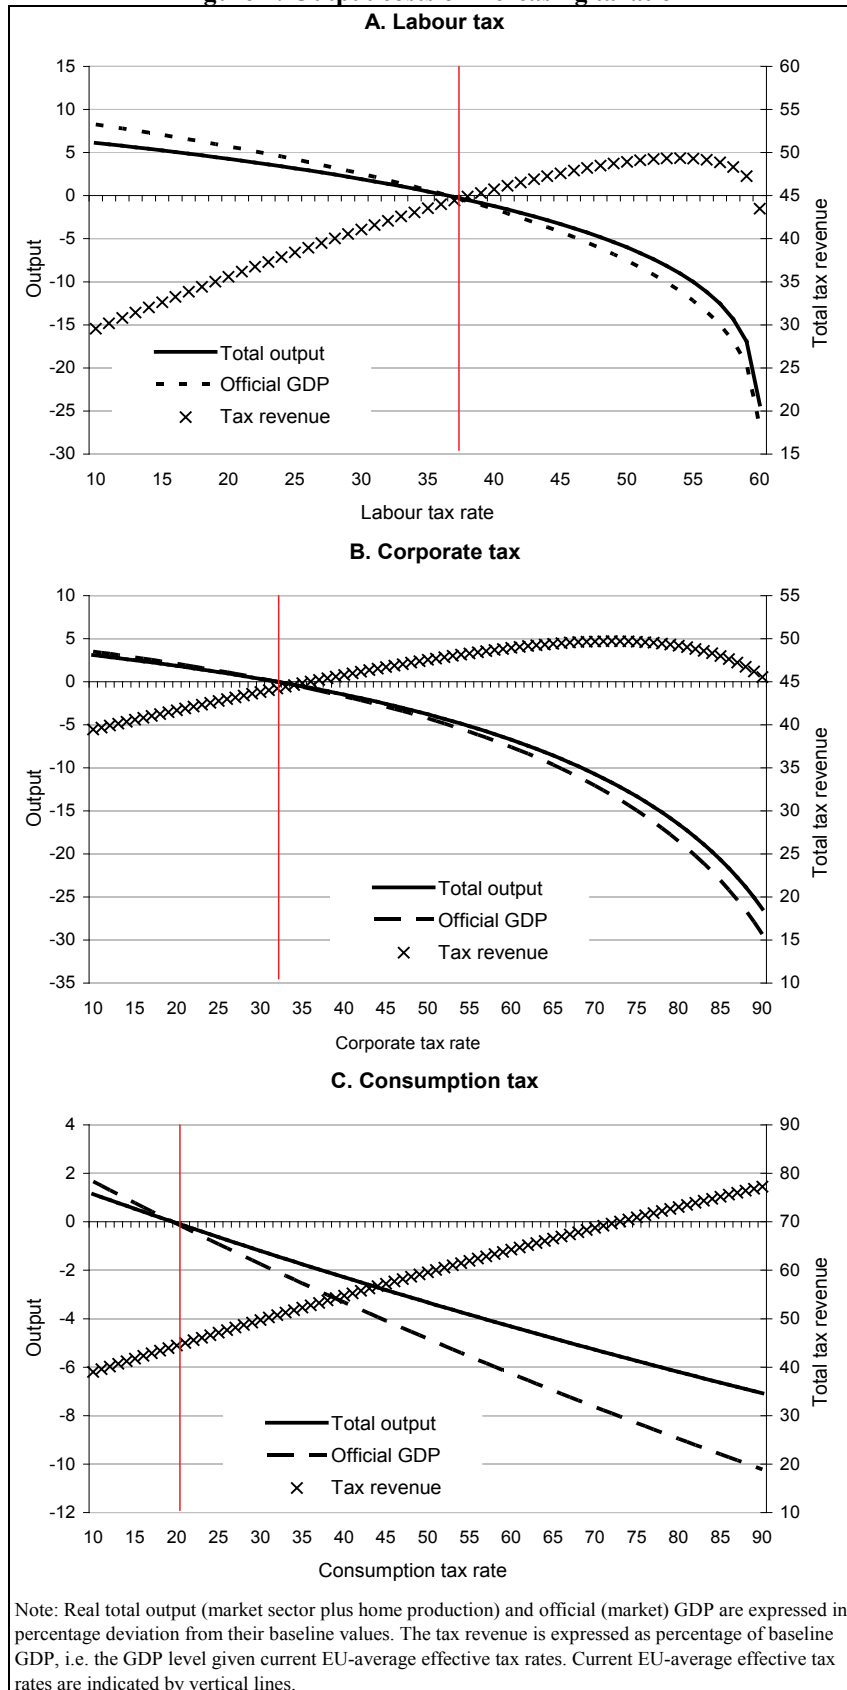 A. Labour tax
15 60
10 55
5 50
0 45
-5 40
-10 35
-15 30
-20 25
-25 20
-30 15
Output
Total tax revenue
Total output
Official GDP
Tax revenue
10 15 20 25 30 35 40 45 50 55 60
Labour tax rate
B. Corporate tax
10 55
5 50
0 45
-5 40
-10 35
-15 30
-20 25
-25 20
-30 15
-35 10
Output
Total tax revenue
Total output
Official GDP
Tax revenue
10 15 20 25 30 35 40 45 50 55 60 65 70 75 80 85 90
Corporate tax rate
C. Consumption tax
4 90
2 80
0 70
-2 60
-4 50
-6 40
-8 30
-10 20
-12 10
Output
Total tax revenue
Total output
Official GDP
Tax revenue
10 15 20 25 30 35 40 45 50 55 60 65 70 75 80 85 90
Consumption tax rate
Note: Real total output (market sector plus home production) and official (market) GDP are expressed in
percentage deviation from their baseline values. The tax revenue is expressed as percentage of baseline
GDP, i.e. the GDP level given current EU-average effective tax rates. Current EU-average effective tax
rates are indicated by vertical lines.